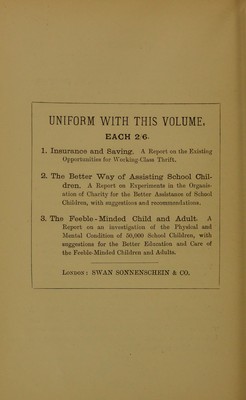 UNIFORM WITH THIS VOLUME.
EACH 2/6.
1. Insurance and Saving. A Report on the Existing
Opportunities for Working-Class Thrift.
2. The Better Way of Assisting School Chil-
dren. A Report on Experiments in the Organis-
ation of Charity for the Better Assistance of School
Children, with suggestions and recommendations.
3. The Feeble-Minded Child and Adult. A
Report on an investigation of the Physical and
Mental Condition of 50,000 School Children, with
suggestions for the Better Education and Care of
the Feeble-Minded Children and Adults.
LONDON: SWAN SONNENSCHEIN & CO.